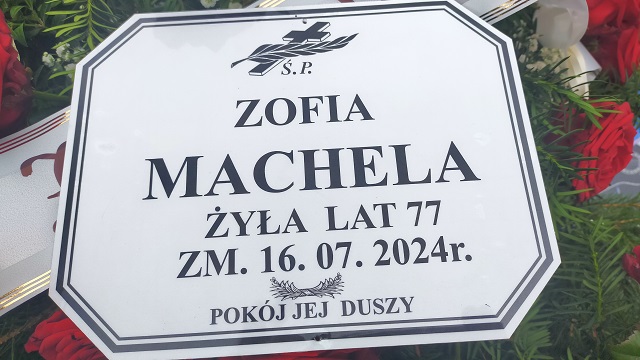 Ś.P.
ZOFIA
MACHELA
ŻYŁA LAT 77
ZM. 16. 07. 2024r.
POKÓJ JEJ DUSZY